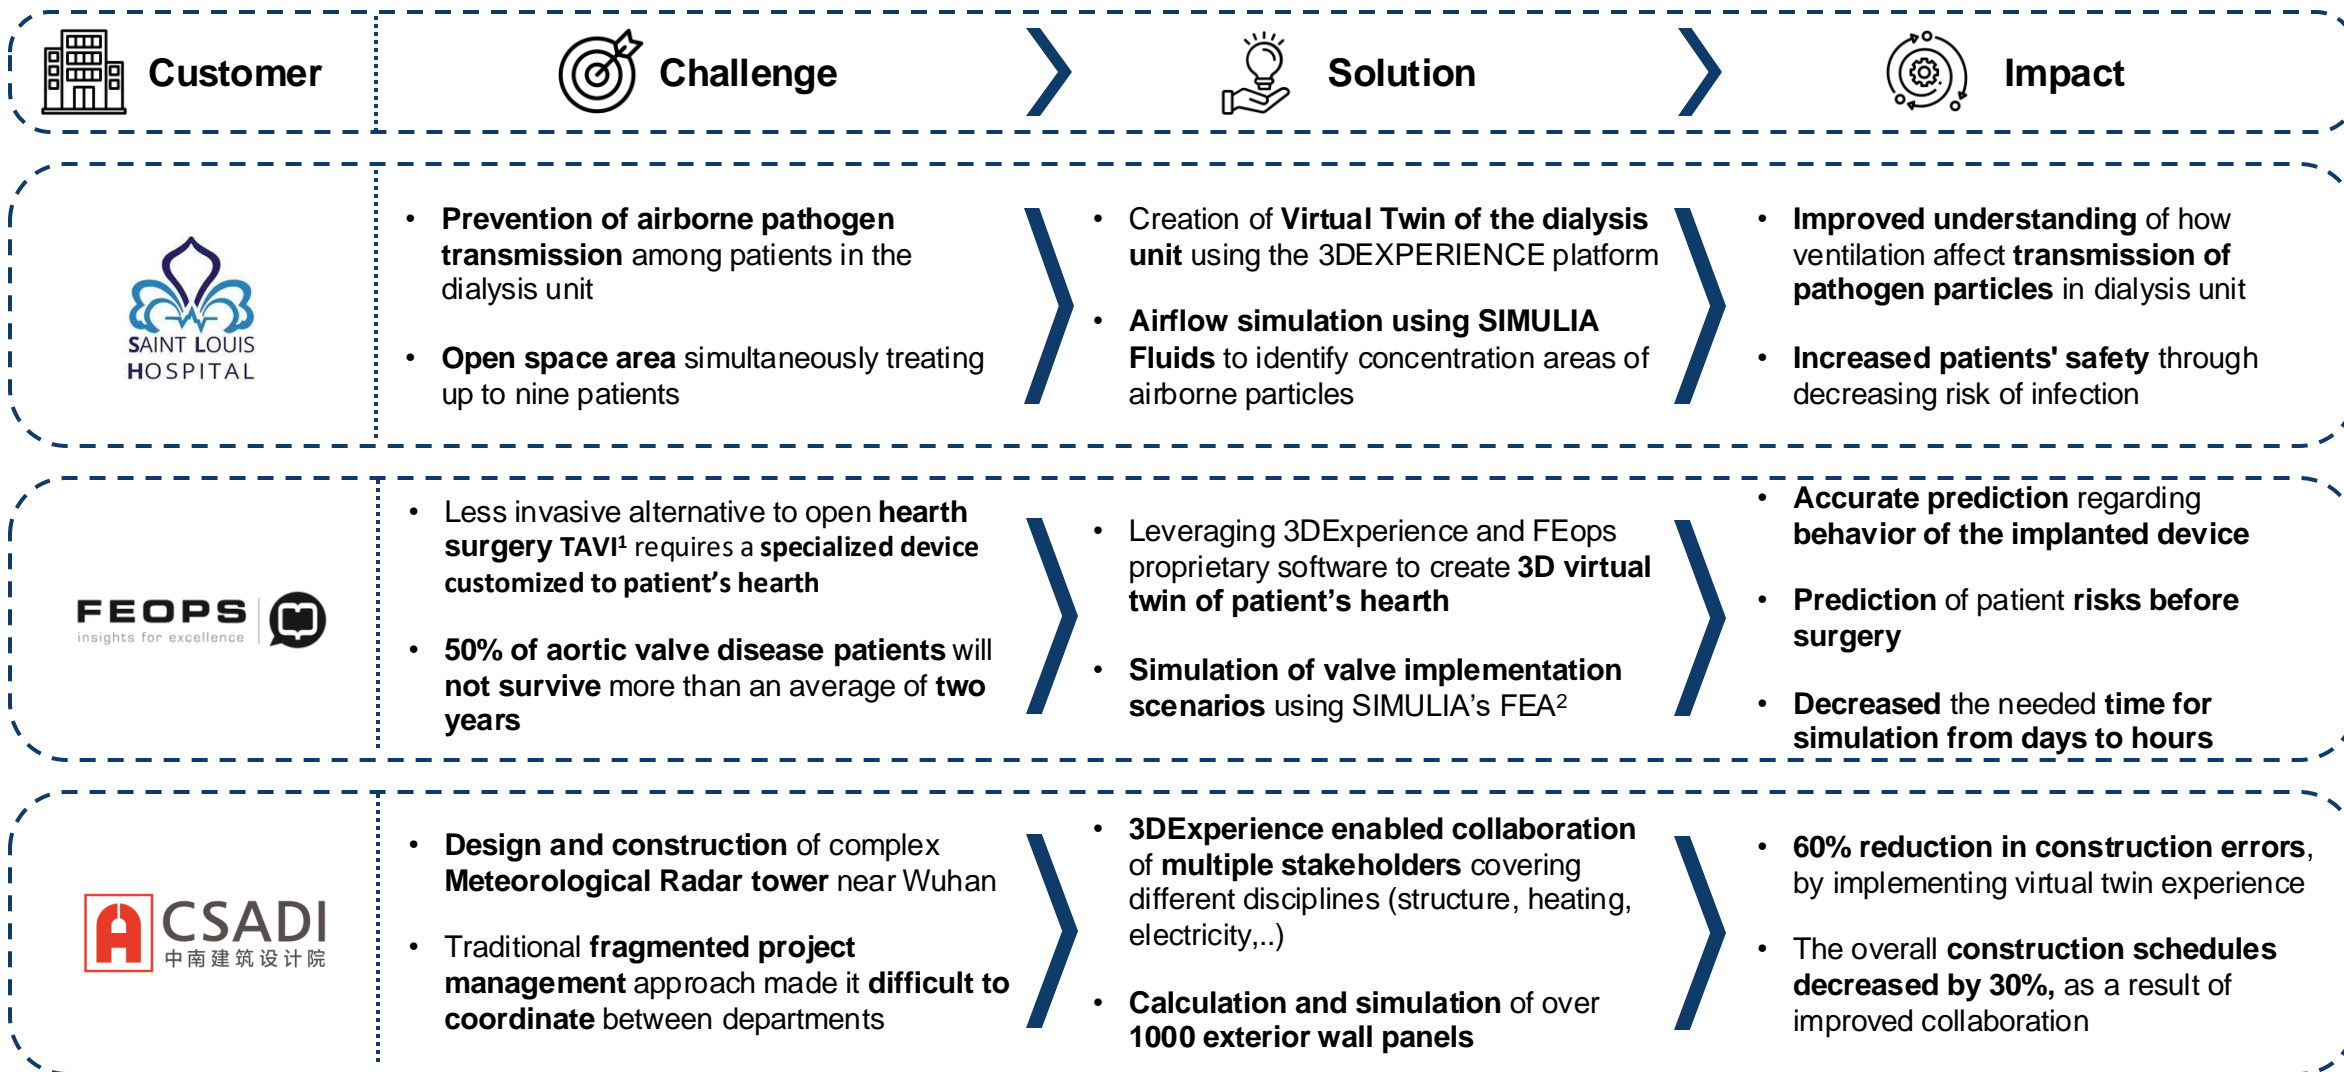 Customer
Challenge
Solution
Impact
SAINT LOUIS
HOSPITAL
• Prevention of airborne pathogen
transmission among patients in the
dialysis unit
• Open space area simultaneously treating
up to nine patients
• Creation of Virtual Twin of the dialysis
unit using the 3DEXPERIENCE platform
• Airflow simulation using SIMULIA
Fluids to identify concentration areas of
airborne particles
• Improved understanding of how
ventilation affect transmission of
pathogen particles in dialysis unit
• Increased patients' safety through
decreasing risk of infection
FEOPS
insights for excellence
• Less invasive alternative to open hearth
surgery TAVI¹ requires a specialized device
customized to patient’s hearth
• 50% of aortic valve disease patients will
not survive more than an average of two
years
• Leveraging 3DExperience and FEops
proprietary software to create 3D virtual
twin of patient’s hearth
• Simulation of valve implementation
scenarios using SIMULIA’s FEA²
• Accurate prediction regarding
behavior of the implanted device
• Prediction of patient risks before
surgery
• Decreased the needed time for
simulation from days to hours
CSADI
中南建筑设计院
• Design and construction of complex
Meteorological Radar tower near Wuhan
• Traditional fragmented project
management approach made it difficult to
coordinate between departments
• 3DExperience enabled collaboration
of multiple stakeholders covering
different disciplines (structure, heating,
electricity,..)
• Calculation and simulation of over
1000 exterior wall panels
• 60% reduction in construction errors,
by implementing virtual twin experience
• The overall construction schedules
decreased by 30%, as a result of
improved collaboration